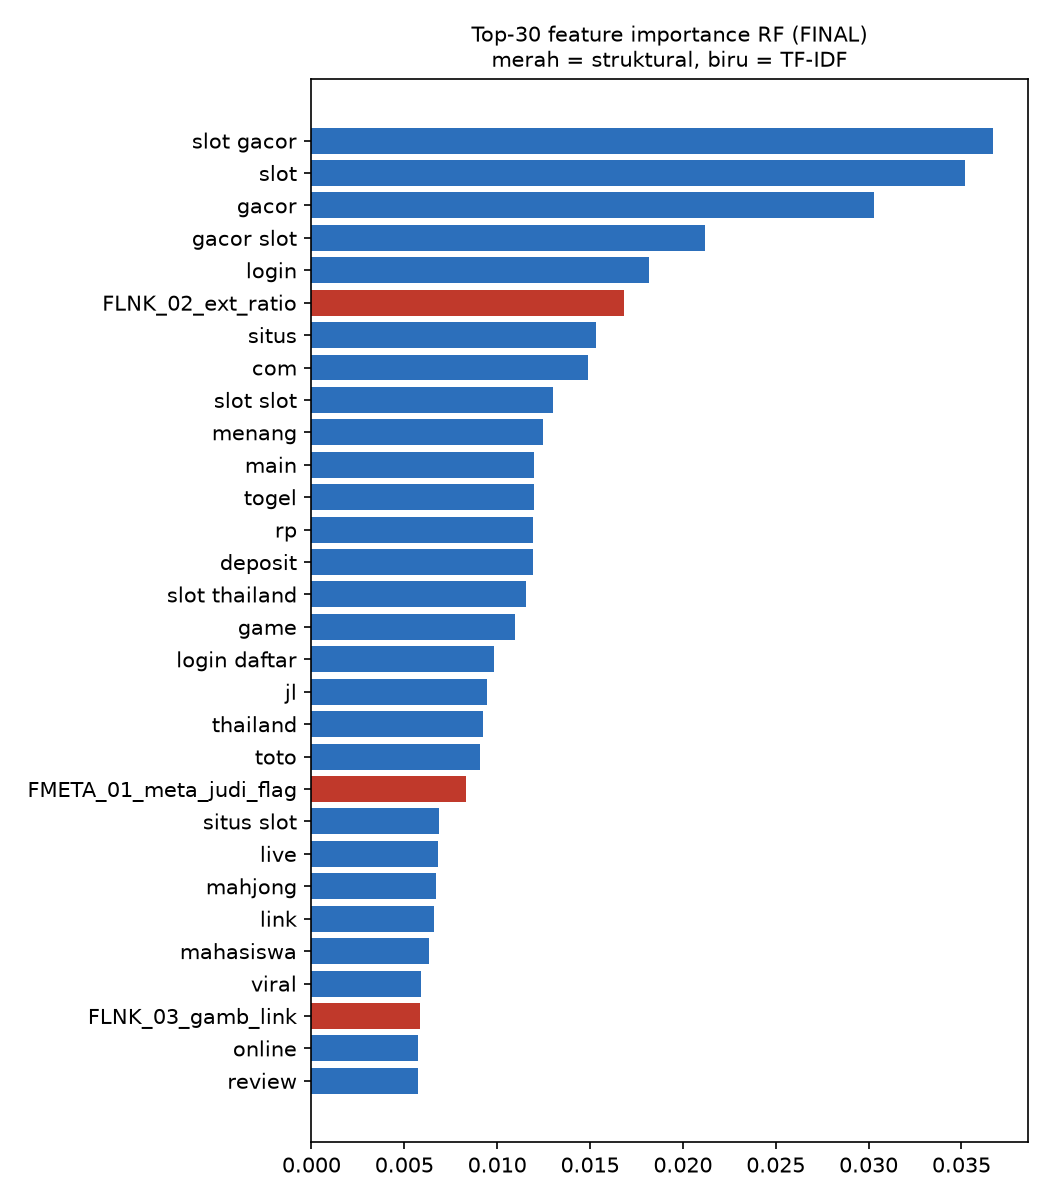 Top-30 feature importance RF (FINAL)
merah = struktural, biru = TF-IDF
slot gacor
slot
gacor
gacor slot
login
FLNK_02_ext_ratio
situs
com
slot slot
menang
main
togel
rp
deposit
slot thailand
game
login daftar
jl
thailand
toto
FMETA_01_meta_judi_flag
situs slot
live
mahjong
link
mahasiswa
viral
FLNK_03_gamb_link
online
review
0.000 0.005 0.010 0.015 0.020 0.025 0.030 0.035